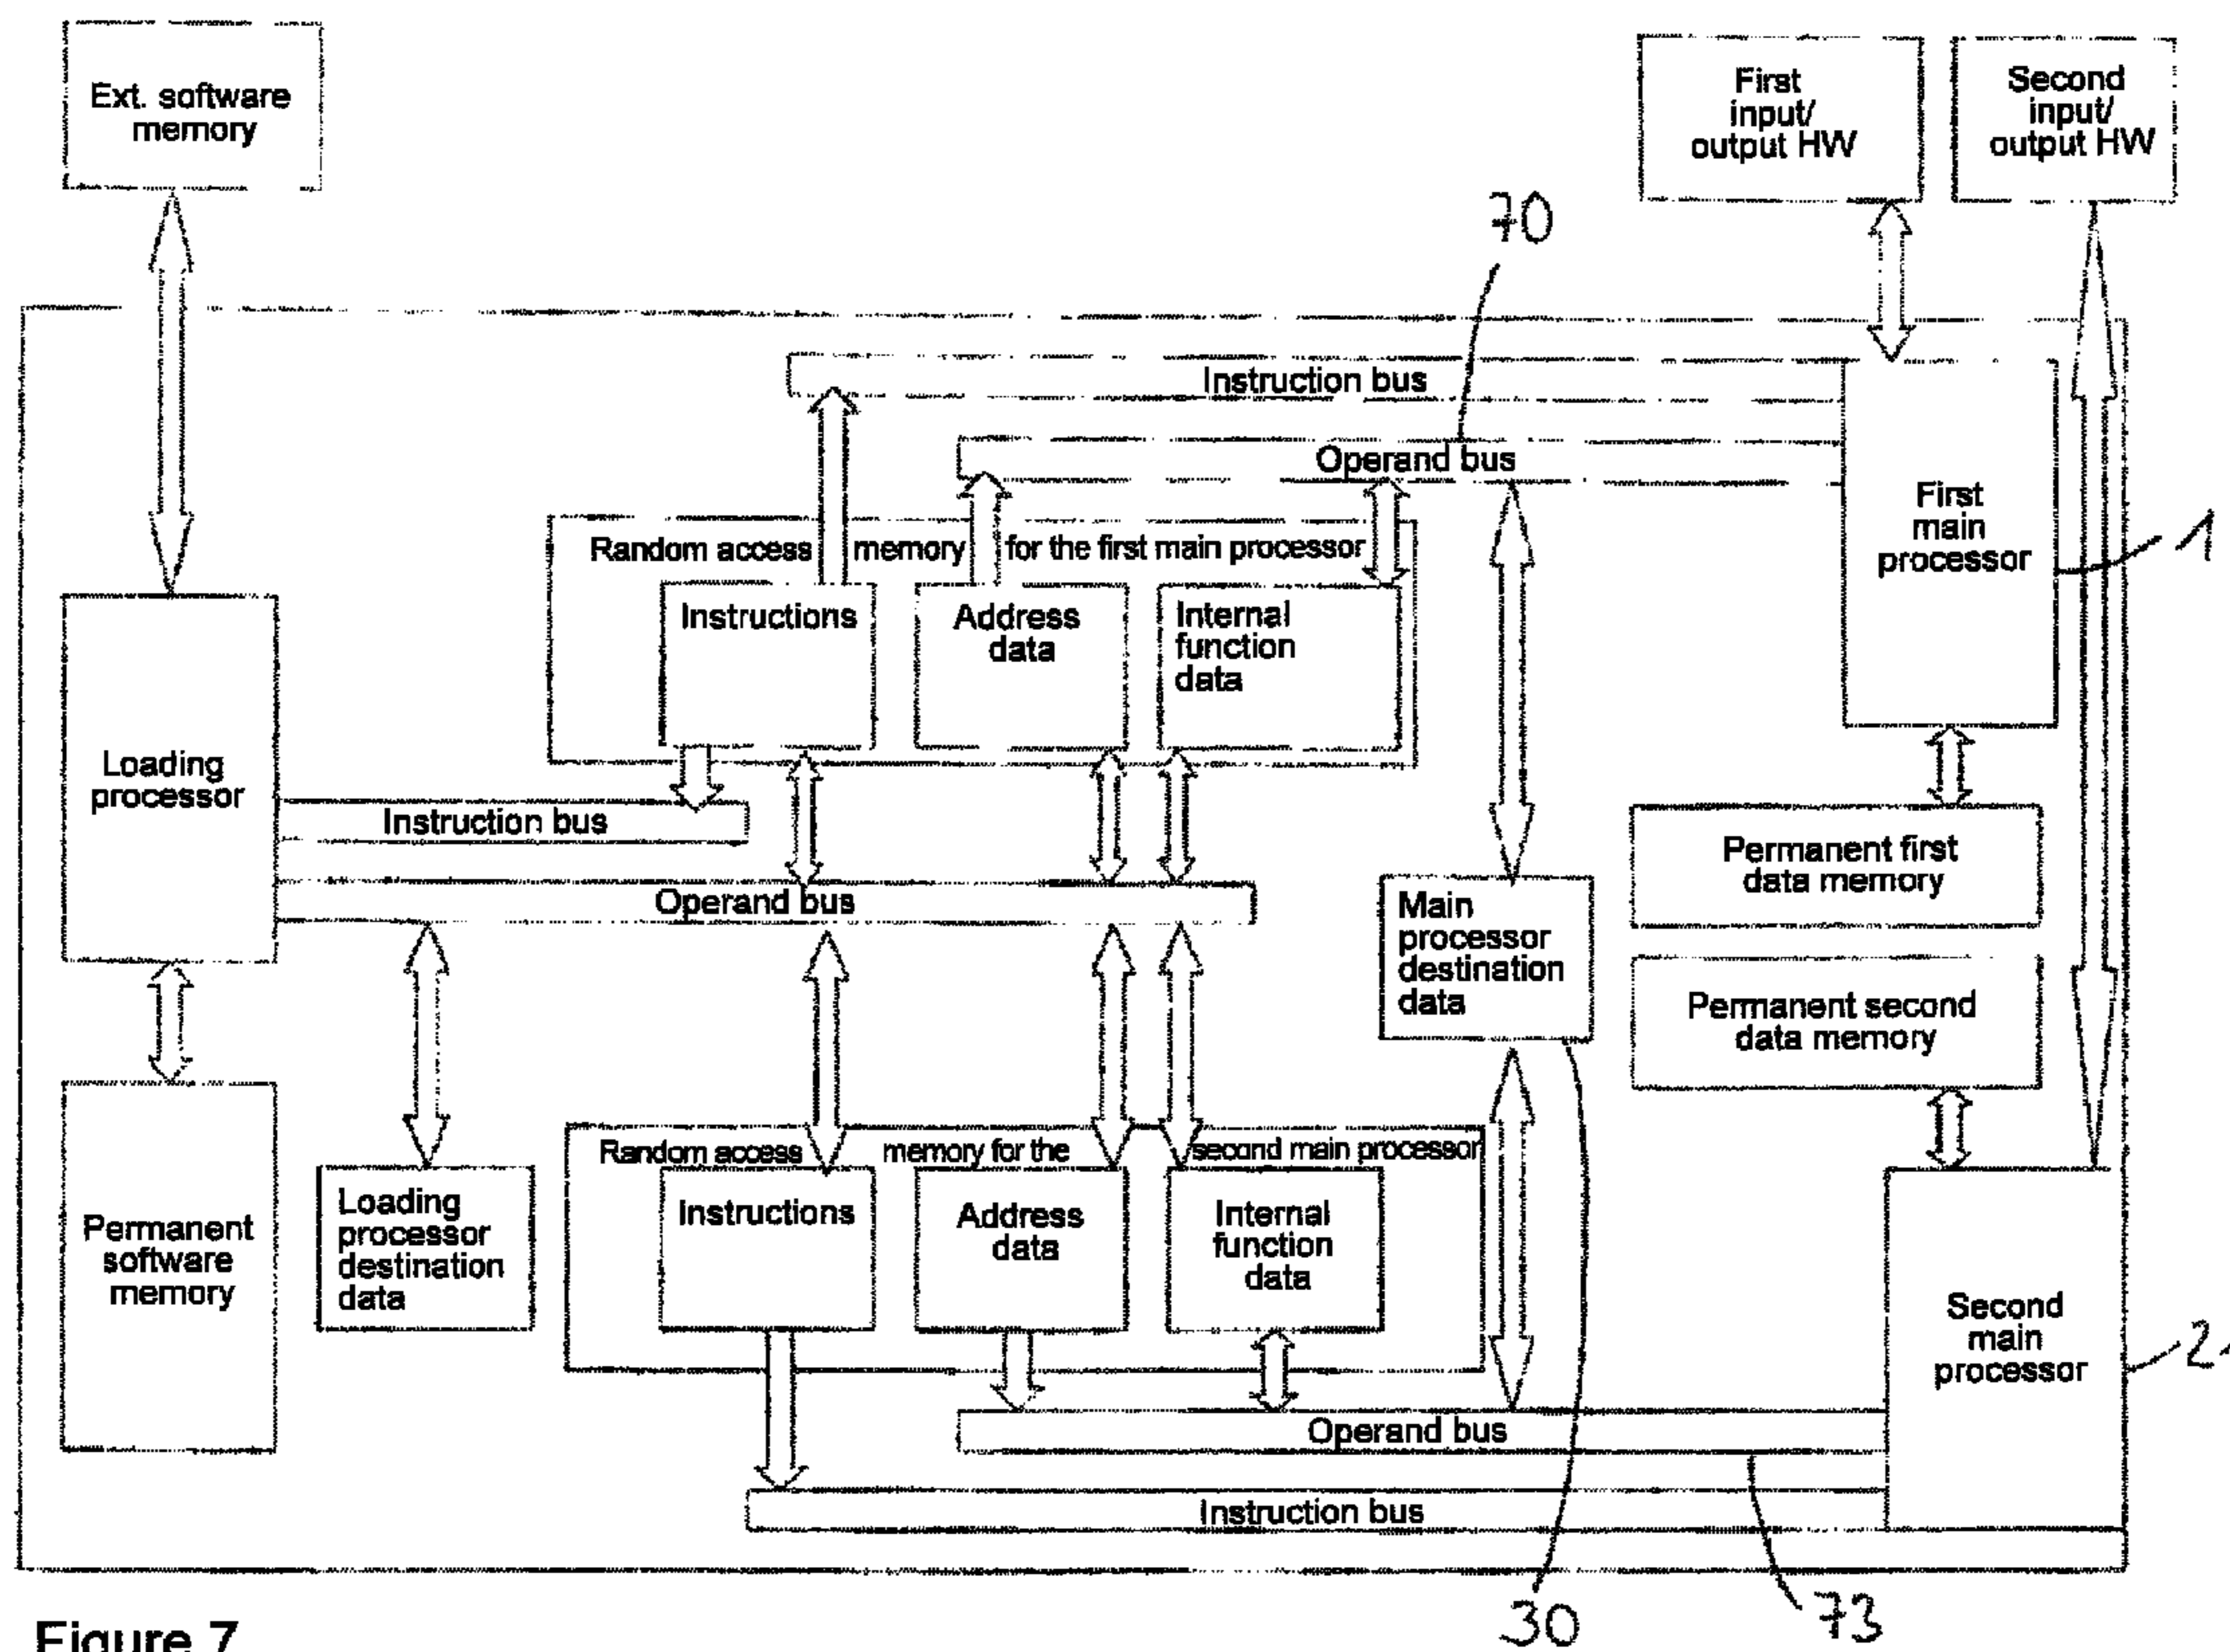 Ext. software
memory
First
input/
output HW
Second
input/
output HW
70
Instruction bus
Operand bus
First
main
processor
1
Random access memory for the first main processor
Instructions
Address
data
Internal
function
data
Loading
processor
Instruction bus
Operand bus
Main
processor
destination
data
Permanent first
data memory
Permanent second
data memory
Permanent
software
memory
Loading
processor
destination
data
Random access memory for the second main processor
Instructions
Address
data
Internal
function
data
Second
main
processor
Operand bus
Instruction bus
30
73
Figure 7